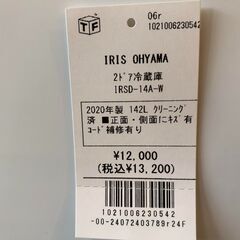 TF
06r
1021006230542
IRIS OHYAMA
2ドア冷蔵庫
IRSD-14A-W
2020年製 142L クリーニング
済 ■正面・側面にキズ有
コード補修有り
¥12,000
(税込¥13,200)
1021006230542
-00-24072403789r24F